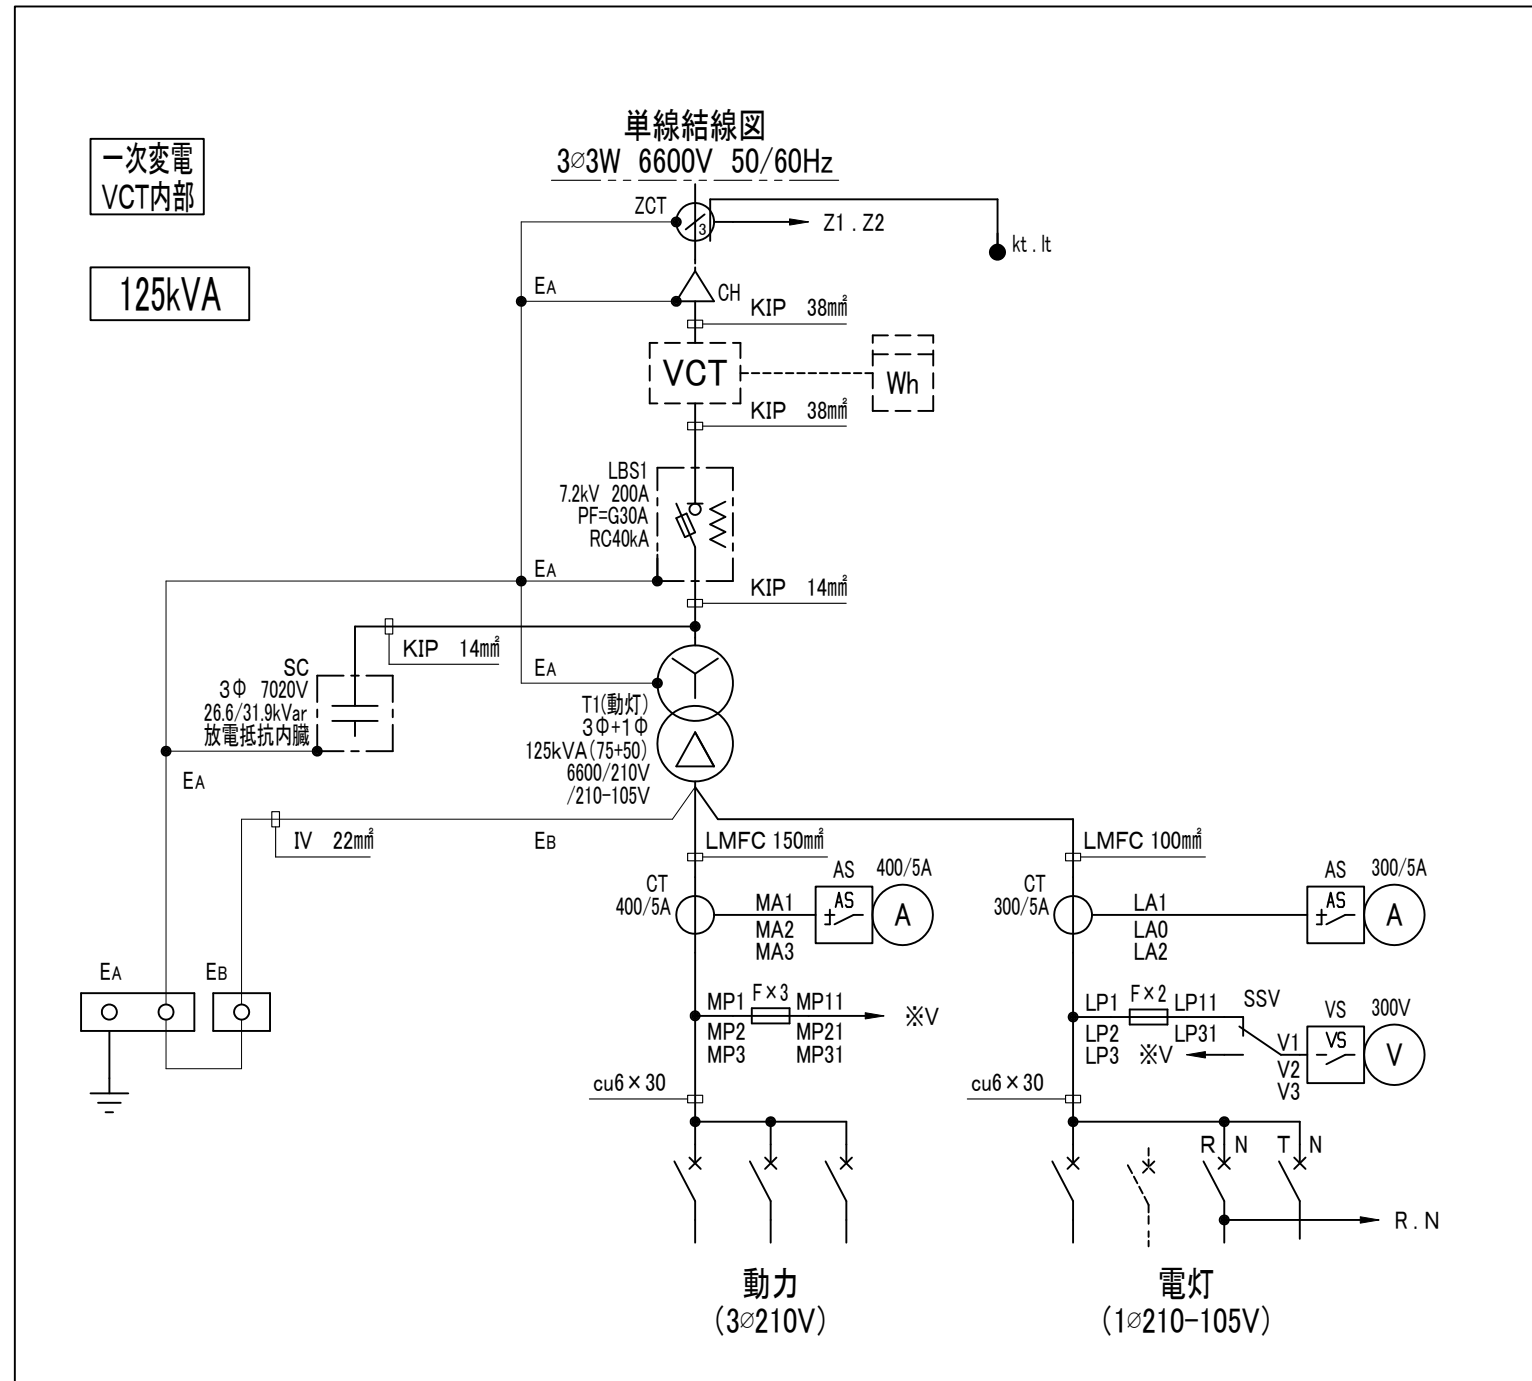 単線結線図
3∅3W 6600V 50/60Hz
一次変電
VCT内部
125kVA
ZCT
3
Z1 . Z2
kt . lt
EA
CH
KIP 38mm²
VCT
Wh
KIP 38mm²
LBS1
7.2kV 200A
PF=G30A
RC40kA
EA
KIP 14mm²
KIP 14mm²
EA
SC
3Φ 7020V
26.6/31.9kVar
放電抵抗内臓
T1(動灯)
3Φ+1Φ
125kVA(75+50)
6600/210V
/210-105V
EA
IV 22mm²
EB
LMFC 150mm²
LMFC 100mm²
CT
400/5A
MA1
MA2
MA3
AS 400/5A
AS
A
CT
300/5A
LA1
LA0
LA2
AS 300/5A
AS
A
EA
EB
MP1 F×3 MP11
MP2 MP21
MP3 MP31
※V
LP1 F×2 LP11
LP2 LP31
LP3 ※V
SSV
V1
V2
V3
VS 300V
VS
V
cu6×30
cu6×30
R N
T N
R . N
動力
(3∅210V)
電灯
(1∅210-105V)